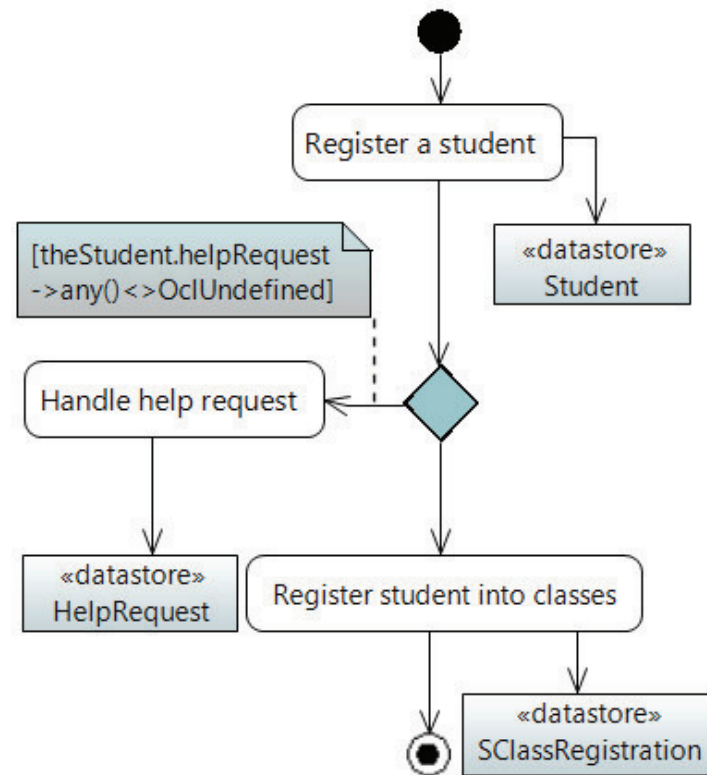 Register a student
[theStudent.helpRequest
->any()<>OclUndefined]
«datastore»
Student
Handle help request
«datastore»
HelpRequest
Register student into classes
«datastore»
SClassRegistration